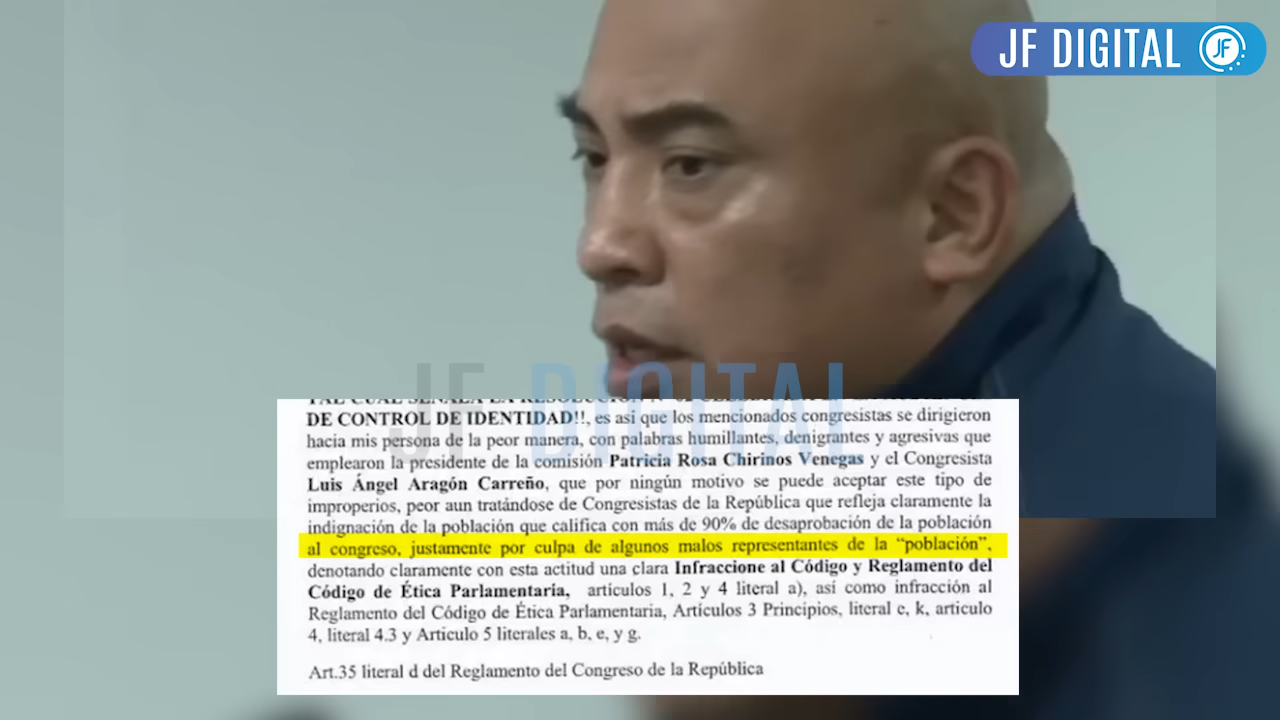 JF DIGITAL
JF
JF DIGITAL
DE CONTROL DE IDENTIDAD!!, es asi que los mencionados congresistas se dirigieron
hacia mis persona de la peor manera, con palabras humillantes, denigrantes y agresivas que
emplearon la presidente de la comisión Patricia Rosa Chirinos Venegas y el Congresista
Luis Ángel Aragón Carreño, que por ningún motivo se puede aceptar este tipo de
improperios, peor aun tratándose de Congresistas de la República que refleja claramente la
indignación de la población que califica con más de 90% de desaprobación de la población
al congreso, justamente por culpa de algunos malos representantes de la “población”,
denotando claramente con esta actitud una clara Infraccione al Código y Reglamento del
Código de Ética Parlamentaria, artículos 1, 2 y 4 literal a), así como infracción al
Reglamento del Código de Ética Parlamentaria, Artículos 3 Principios, literal c, k, articulo
4, literal 4.3 y Articulo 5 literales a, b, e, y g.
Art.35 literal d del Reglamento del Congreso de la República